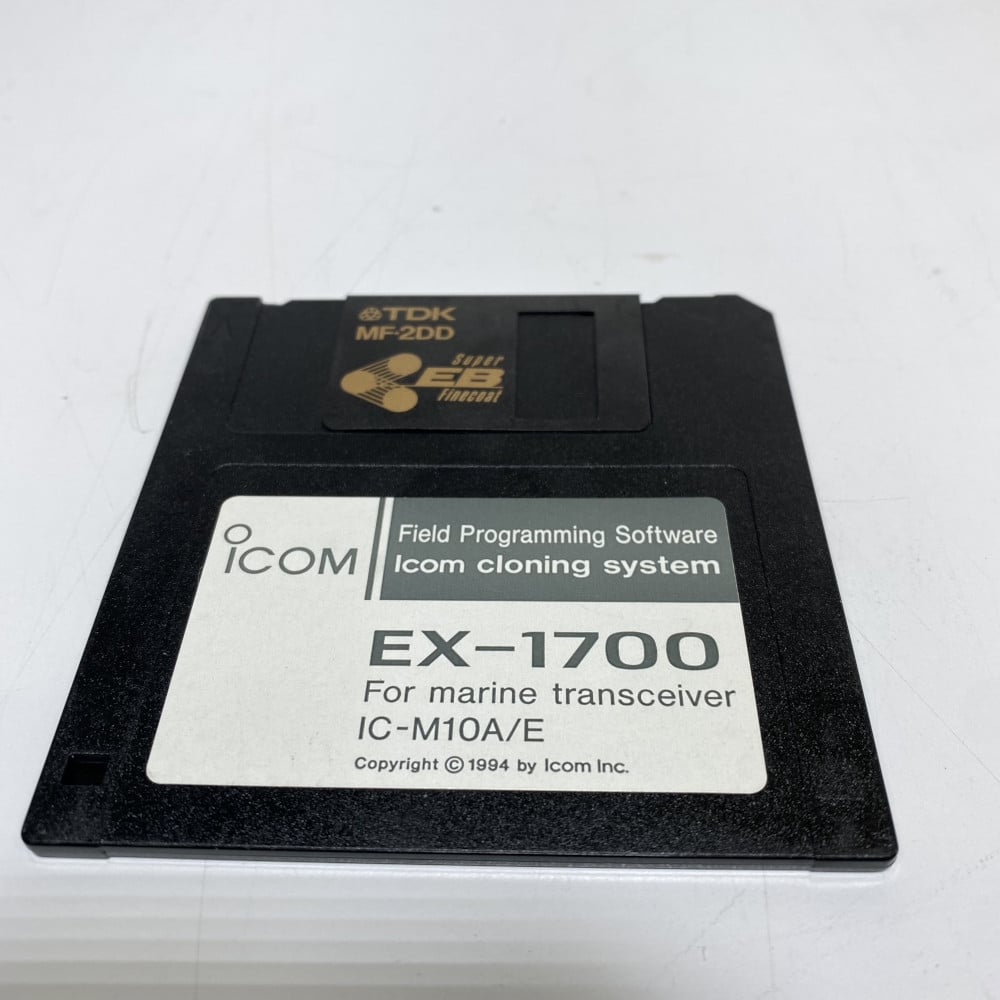 TDK
MF-2DD
Super
EB
Finecoat
ICOM
Field Programming Software
Icom cloning system
EX-1700
For marine transceiver
IC-M10A/E
Copyright © 1994 by Icom Inc.